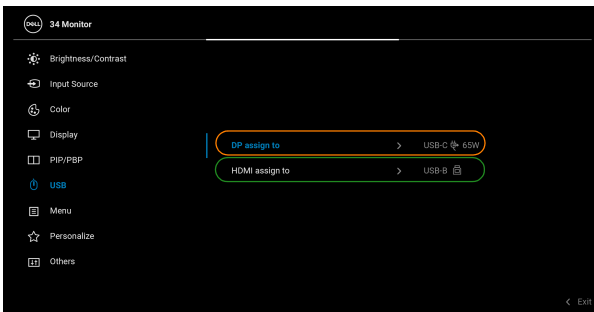 DELL 34 Monitor
Brightness/Contrast
Input Source
Color
Display
DP assign to > USB-C 65W
PIP/PBP
HDMI assign to > USB-B
USB
Menu
Personalize
Others
< Exit